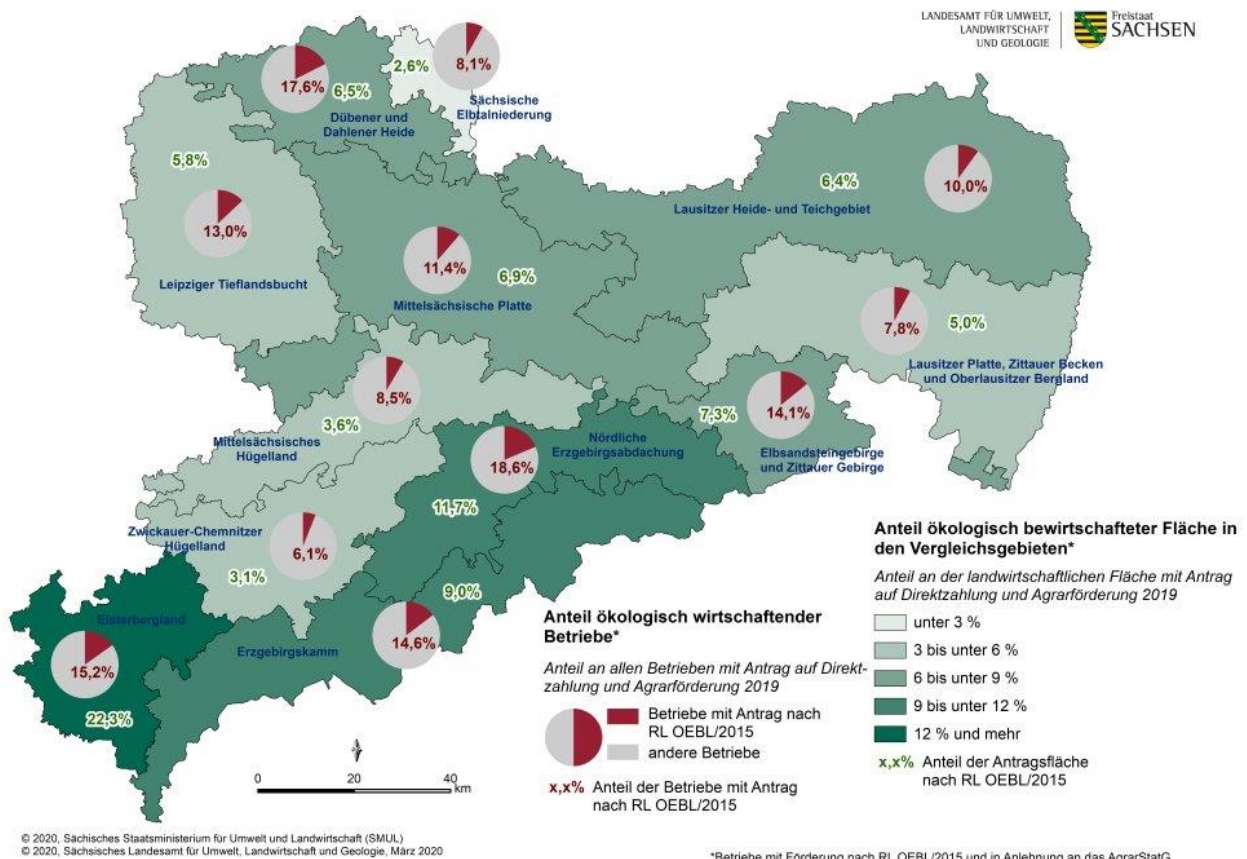 LANDESAMT FÜR UMWELT,
LANDWIRTSCHAFT
UND GEOLOGIE
Freistaat
SACHSEN
17,6%
6,5%
Dübener und
Dahlener Heide
2,6%
8,1%
Sächsische
Elbtalniederung
5,8%
13,0%
Leipziger Tieflandsbucht
11,4%
6,9%
Mittelsächsische Platte
6,4%
10,0%
Lausitzer Heide- und Teichgebiet
7,8%
5,0%
Lausitzer Platte, Zittauer Becken
und Oberlausitzer Bergland
8,5%
3,6%
Mittelsächsisches
Hügelland
7,3%
14,1%
Elbsandsteingebirge
und Zittauer Gebirge
Nördliche
Erzgebirgsabdachung
18,6%
11,7%
Zwickauer-Chemnitzer
Hügelland
6,1%
3,1%
9,0%
14,6%
Erzgebirgskamm
Elsterbergland
15,2%
22,3%
0 20 40
km
Anteil ökologisch wirtschaftender
Betriebe*
Anteil an allen Betrieben mit Antrag auf Direkt-
zahlung und Agrarförderung 2019
Betriebe mit Antrag nach
RL OEBL/2015
andere Betriebe
x,x% Anteil der Betriebe mit Antrag
nach RL OEBL/2015
Anteil ökologisch bewirtschafteter Fläche in
den Vergleichsgebieten*
Anteil an der landwirtschaftlichen Fläche mit Antrag
auf Direktzahlung und Agrarförderung 2019
unter 3 %
3 bis unter 6 %
6 bis unter 9 %
9 bis unter 12 %
12 % und mehr
x,x% Anteil der Antragsfläche
nach RL OEBL/2015
© 2020, Sächsisches Staatsministerium für Umwelt und Landwirtschaft (SMUL)
© 2020, Sächsisches Landesamt für Umwelt, Landwirtschaft und Geologie, März 2020
*Betriebe mit Förderung nach RL OEBL/2015 und in Anlehnung an das AgrarStatG